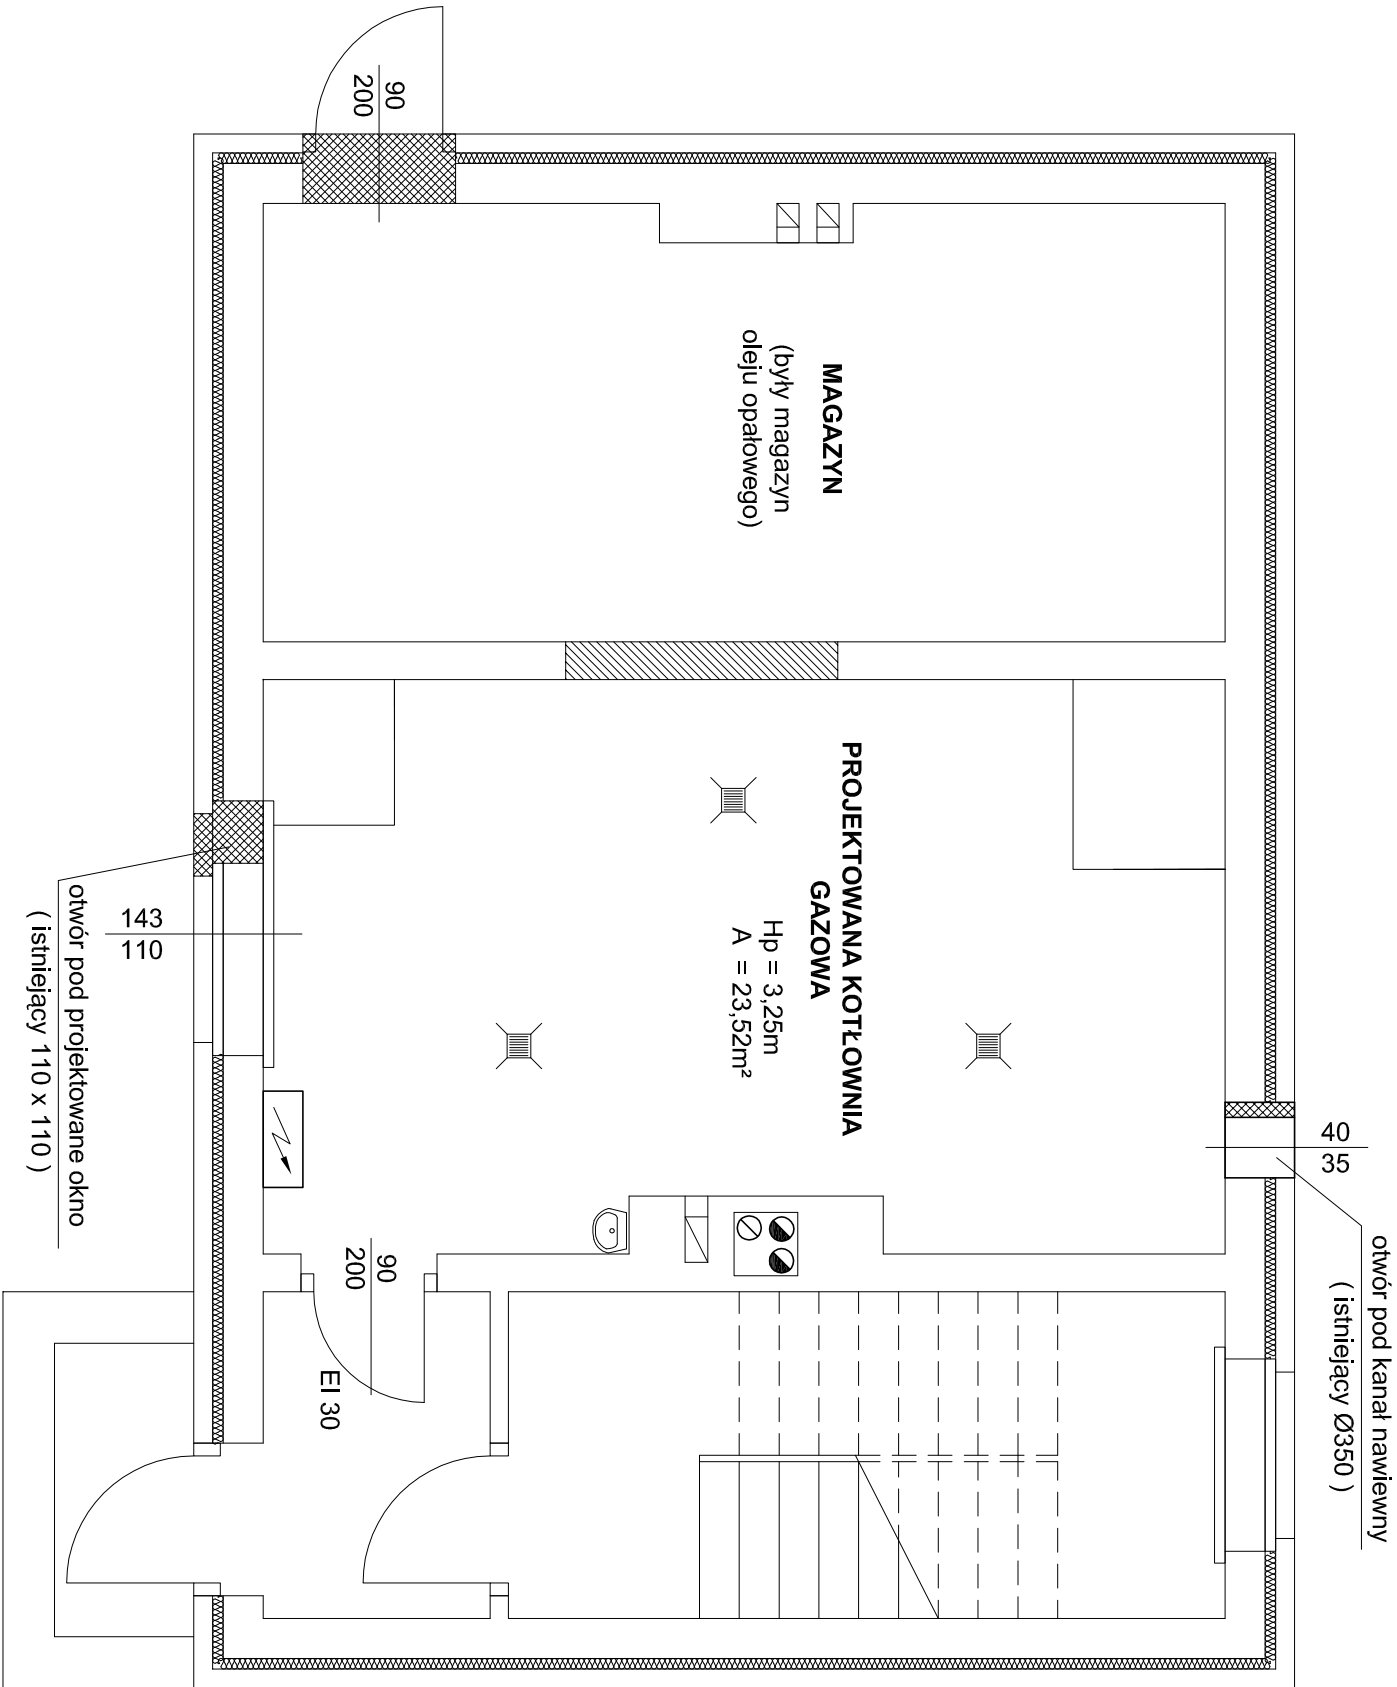 90
200
MAGAZYN
(były magazyn
oleju opałowego)
PROJEKTOWANA KOTŁOWNIA
GAZOWA
Hp = 3,25m
A = 23,52m²
40
35
otwór pod kanał nawiewny
( istniejący Ø350 )
143
110
otwór pod projektowane okno
( istniejący 110 x 110 )
90
200
EI 30